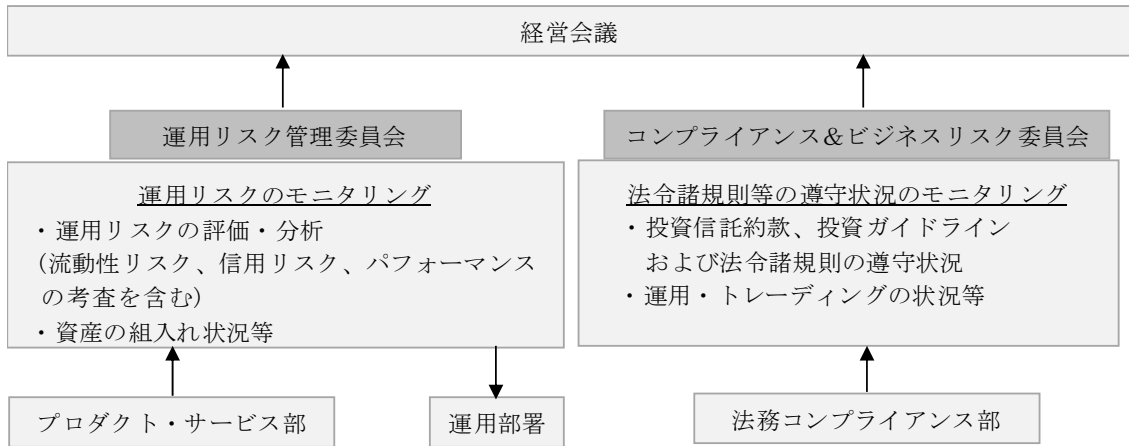 経営会議
運用リスク管理委員会
運用リスクのモニタリング
・運用リスクの評価・分析
(流動性リスク、信用リスク、パフォーマンス
の考査を含む)
・資産の組入れ状況等
コンプライアンス&ビジネスリスク委員会
法令諸規則等の遵守状況のモニタリング
・投資信託約款、投資ガイドライン
および法令諸規則の遵守状況
・運用・トレーディングの状況等
プロダクト・サービス部
運用部署
法務コンプライアンス部